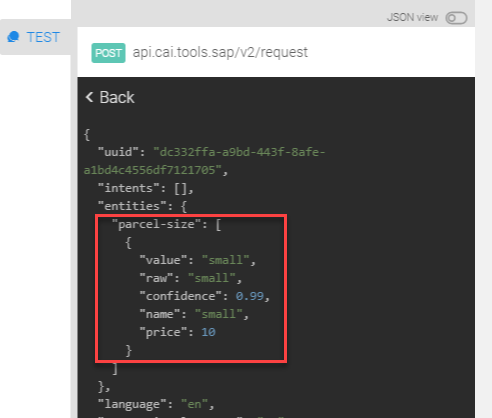 JSON view
TEST
POST api.cai.tools.sap/v2/request
< Back
{
"uuid": "dc332ffa-a9bd-443f-8afe-
a1bd4c4556df7121705",
"intents": [],
"entities": {
"parcel-size": [
{
"value": "small",
"raw": "small",
"confidence": 0.99,
"name": "small",
"price": 10
}
]
},
"language": "en",